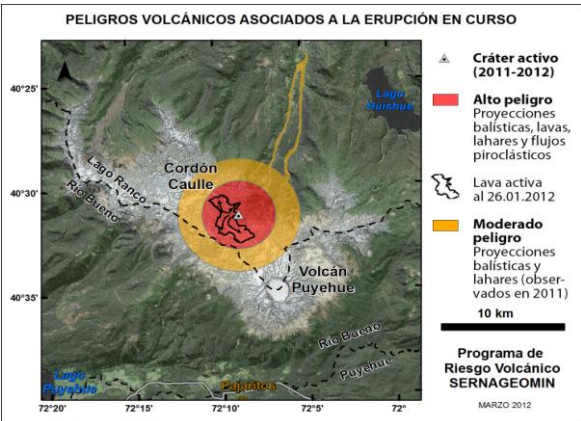 PELIGROS VOLCÁNICOS ASOCIADOS A LA ERUPCIÓN EN CURSO
40°25'
40°30'
40°35'
72°20'
72°15'
72°10'
72°5'
72°
Lago
Huishue
Cordón
Caulle
Lago Ranco
Río Bueno
Volcán
Puyehue
Río Bueno
Puyehue
Lago
Puyehue
Pajaritos
Cráter activo
(2011-2012)
Alto peligro
Proyecciones
balísticas, lavas,
lahares y flujos
piroclásticos
Lava activa
al 26.01.2012
Moderado
peligro
Proyecciones
balísticas y
lahares (obser-
vados en 2011)
10 km
Programa de
Riesgo Volcánico
SERNAGEOMIN
MARZO 2012